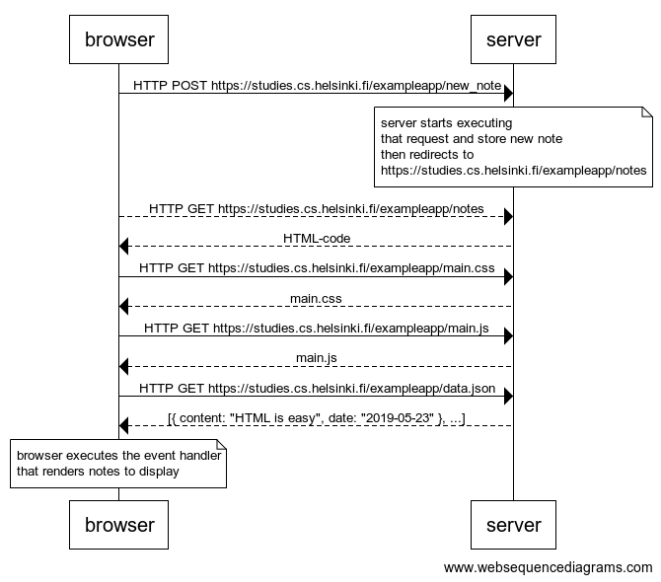 browser
server
HTTP POST https://studies.cs.helsinki.fi/exampleapp/new_note
server starts executing
that request and store new note
then redirects to
https://studies.cs.helsinki.fi/exampleapp/notes
HTTP GET https://studies.cs.helsinki.fi/exampleapp/notes
HTML-code
HTTP GET https://studies.cs.helsinki.fi/exampleapp/main.css
main.css
HTTP GET https://studies.cs.helsinki.fi/exampleapp/main.js
main.js
HTTP GET https://studies.cs.helsinki.fi/exampleapp/data.json
[{ content: "HTML is easy", date: "2019-05-23" }, ...]
browser executes the event handler
that renders notes to display
browser
server
www.websequencediagrams.com